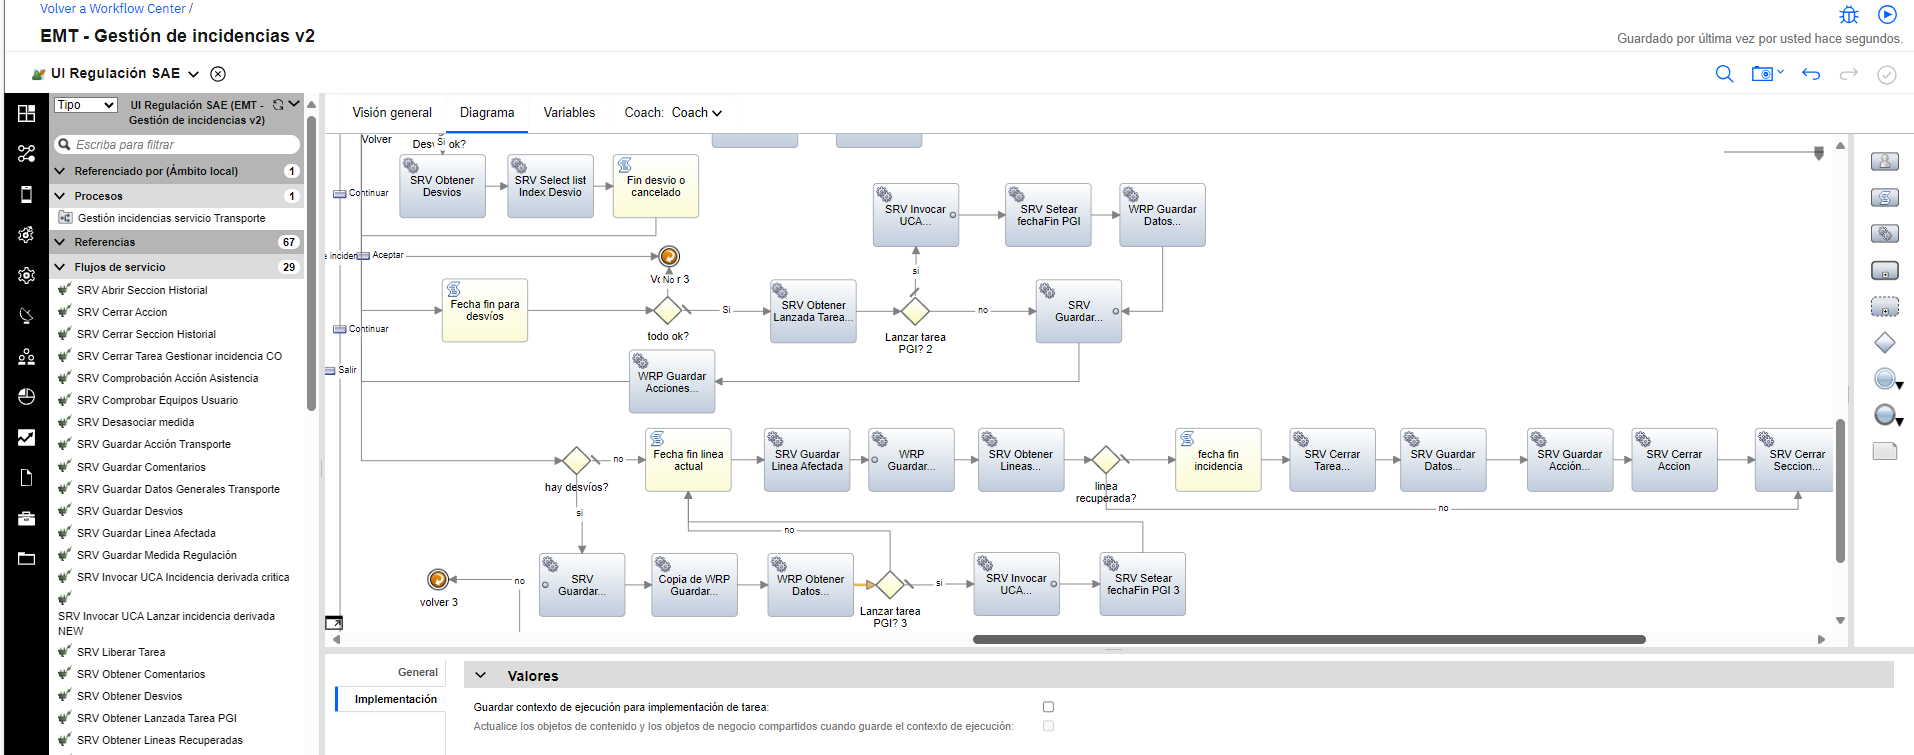 Volver a Workflow Center /
EMT - Gestión de incidencias v2
Guardado por última vez por usted hace segundos.
UI Regulación SAE
Tipo
UI Regulación SAE (EMT -
Gestión de incidencias v2)
Escriba para filtrar
Referenciado por (Ámbito local) 1
Procesos 1
Gestión incidencias servicio Transporte
Referencias 67
Flujos de servicio 29
SRV Abrir Seccion Historial
SRV Cerrar Accion
SRV Cerrar Seccion Historial
SRV Cerrar Tarea Gestionar incidencia CO
SRV Comprobación Acción Asistencia
SRV Comprobar Equipos Usuario
SRV Desasociar medida
SRV Guardar Acción Transporte
SRV Guardar Comentarios
SRV Guardar Datos Generales Transporte
SRV Guardar Desvios
SRV Guardar Linea Afectada
SRV Guardar Medida Regulación
SRV Invocar UCA Incidencia derivada critica
SRV Invocar UCA Lanzar incidencia derivada
NEW
SRV Liberar Tarea
SRV Obtener Comentarios
SRV Obtener Desvios
SRV Obtener Lanzada Tarea PGI
SRV Obtener Lineas Recuperadas
Visión general
Diagrama
Variables
Coach: Coach
Volver
Si
ok?
SRV Obtener
Desvios
SRV Select list
Index Desvio
Fin desvio o
cancelado
Continuar
SRV Invocar
UCA...
SRV Setear
fechaFin PGI
WRP Guardar
Datos...
Aceptar
No
r 3
si
Fecha fin para
desvíos
todo ok?
Si
SRV Obtener
Lanzada Tarea...
Lanzar tarea
PGI? 2
no
SRV
Guardar...
Continuar
Salir
WRP Guardar
Acciones...
hay desvíos?
no
si
Fecha fin linea
actual
SRV Guardar
Linea Afectada
WRP
Guardar...
SRV Obtener
Lineas...
linea
recuperada?
fecha fin
incidencia
SRV Cerrar
Tarea...
SRV Guardar
Datos...
SRV Guardar
Acción...
SRV Cerrar
Accion
SRV Cerrar
Seccion...
no
no
volver 3
no
SRV
Guardar...
Copia de WRP
Guardar...
WRP Obtener
Datos...
Lanzar tarea
PGI? 3
si
SRV Invocar
UCA...
SRV Setear
fechaFin PGI 3
General
Implementación
Valores
Guardar contexto de ejecución para implementación de tarea:
Actualice los objetos de contenido y los objetos de negocio compartidos cuando guarde el contexto de ejecución: